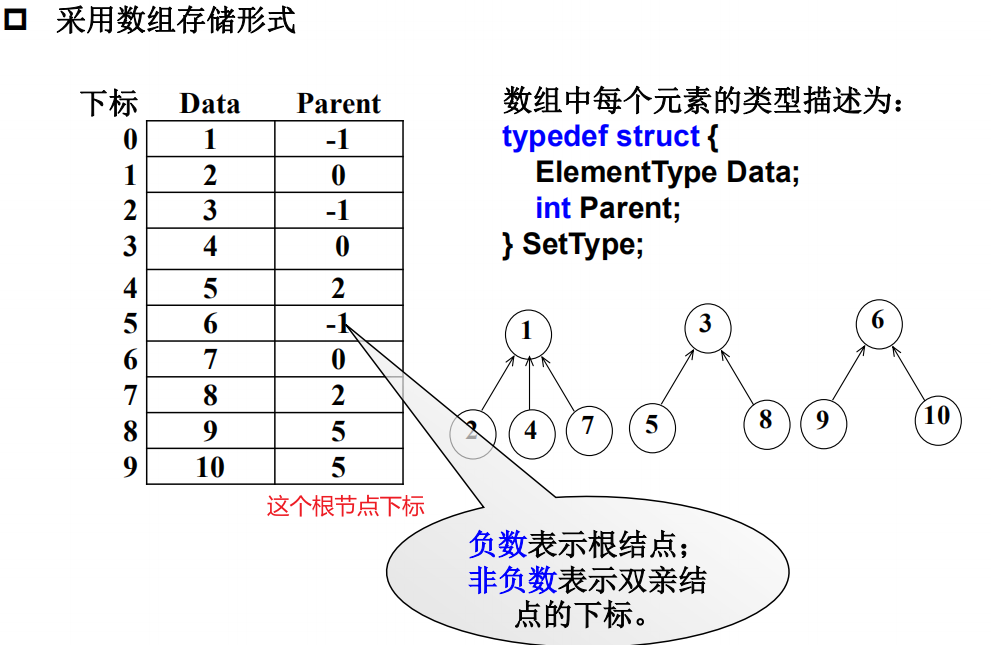 采用数组存储形式
下标 Data Parent
0 1 -1
1 2 0
2 3 -1
3 4 0
4 5 2
5 6 -1
6 7 0
7 8 2
8 9 5
9 10 5
这个根节点下标
数组中每个元素的类型描述为：
typedef struct {
ElementType Data;
int Parent;
} SetType;
1 3 6
2 4 7 5 8 9 10
负数表示根结点；
非负数表示双亲结
点的下标。